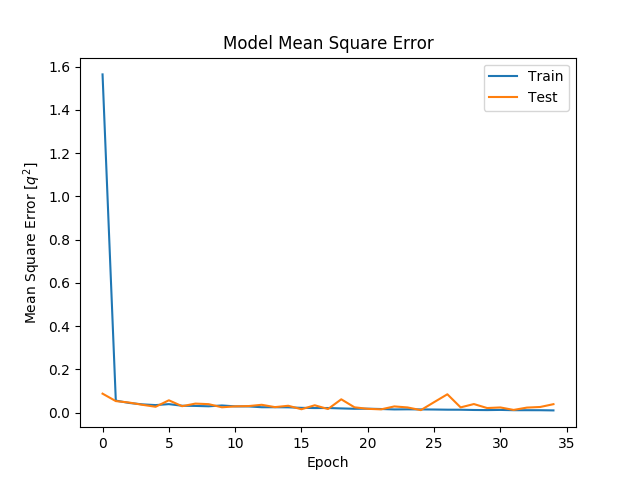 Model Mean Square Error
Train
Test
Mean Square Error [q²]
1.6
1.4
1.2
1.0
0.8
0.6
0.4
0.2
0.0
0 5 10 15 20 25 30 35
Epoch